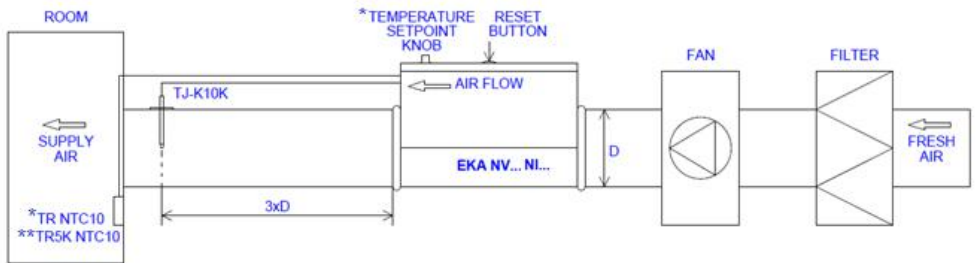 ROOM
*TEMPERATURE
SETPOINT
KNOB
RESET
BUTTON
FAN
FILTER
TJ-K10K
AIR FLOW
SUPPLY
AIR
D
FRESH
AIR
EKA NV... NI...
3xD
*TR NTC10
**TR5K NTC10